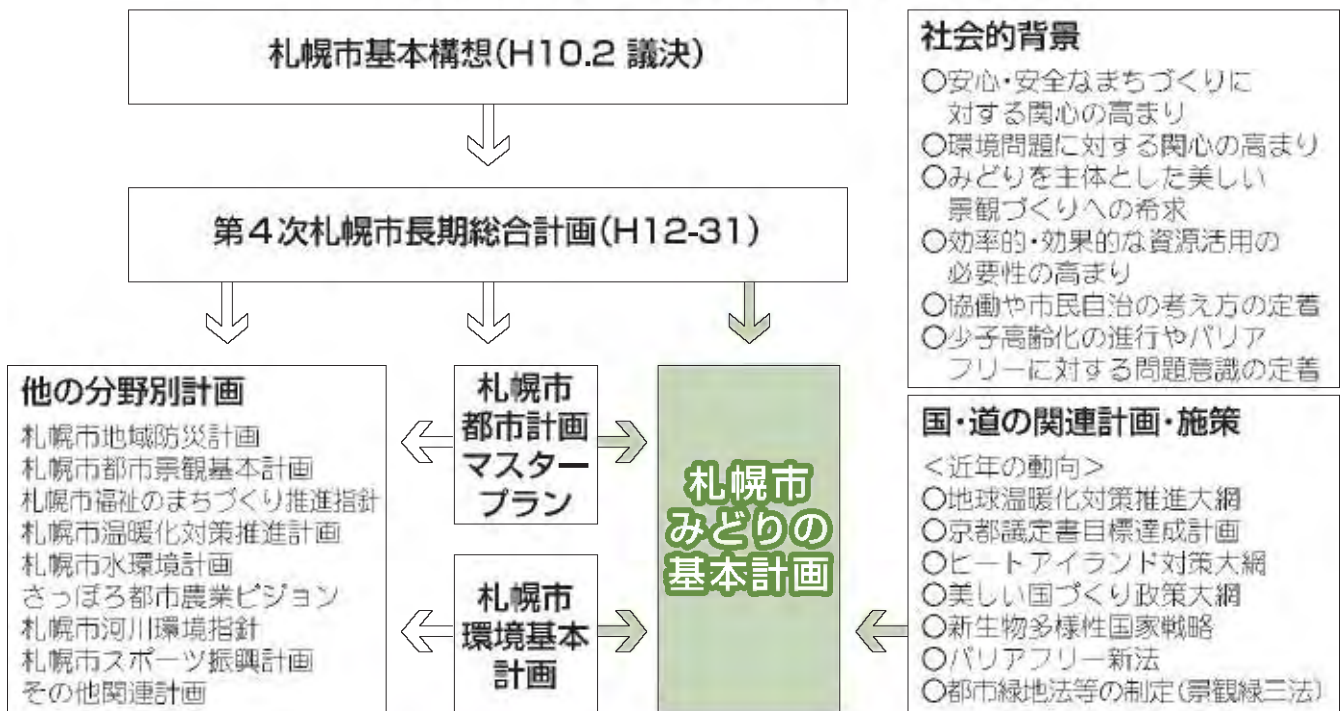 札幌市基本構想(H10.2 議決)
第4次札幌市長期総合計画(H12-31)
他の分野別計画
札幌市地域防災計画
札幌市都市景観基本計画
札幌市福祉のまちづくり推進指針
札幌市温暖化対策推進計画
札幌市水環境計画
さっぽろ都市農業ビジョン
札幌市河川環境指針
札幌市スポーツ振興計画
その他関連計画
札幌市
都市計画
マスター
プラン
札幌市
環境基本
計画
札幌市
みどりの
基本計画
社会的背景
○安心・安全なまちづくりに
対する関心の高まり
○環境問題に対する関心の高まり
○みどりを主体とした美しい
景観づくりへの希求
○効率的・効果的な資源活用の
必要性の高まり
○協働や市民自治の考え方の定着
○少子高齢化の進行やバリア
フリーに対する問題意識の定着
国・道の関連計画・施策
＜近年の動向＞
○地球温暖化対策推進大綱
○京都議定書目標達成計画
○ヒートアイランド対策大綱
○美しい国づくり政策大綱
○新生物多様性国家戦略
○バリアフリー新法
○都市緑地法等の制定(景観緑三法)